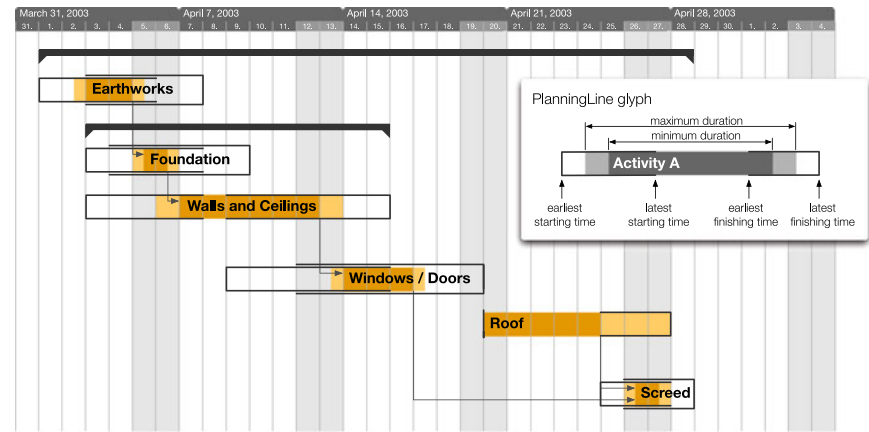 March 31, 2003 April 7, 2003 April 14, 2003 April 21, 2003 April 28, 2003
31. 1. 2. 3. 4. 5. 6. 7. 8. 9. 10. 11. 12. 13. 14. 15. 16. 17. 18. 19. 20. 21. 22. 23. 24. 25. 26. 27. 28. 29. 30. 1. 2. 3. 4.
Earthworks
Foundation
Walls and Ceilings
Windows / Doors
Roof
Screed
PlanningLine glyph
maximum duration
minimum duration
Activity A
earliest latest earliest latest
starting time starting time finishing time finishing time